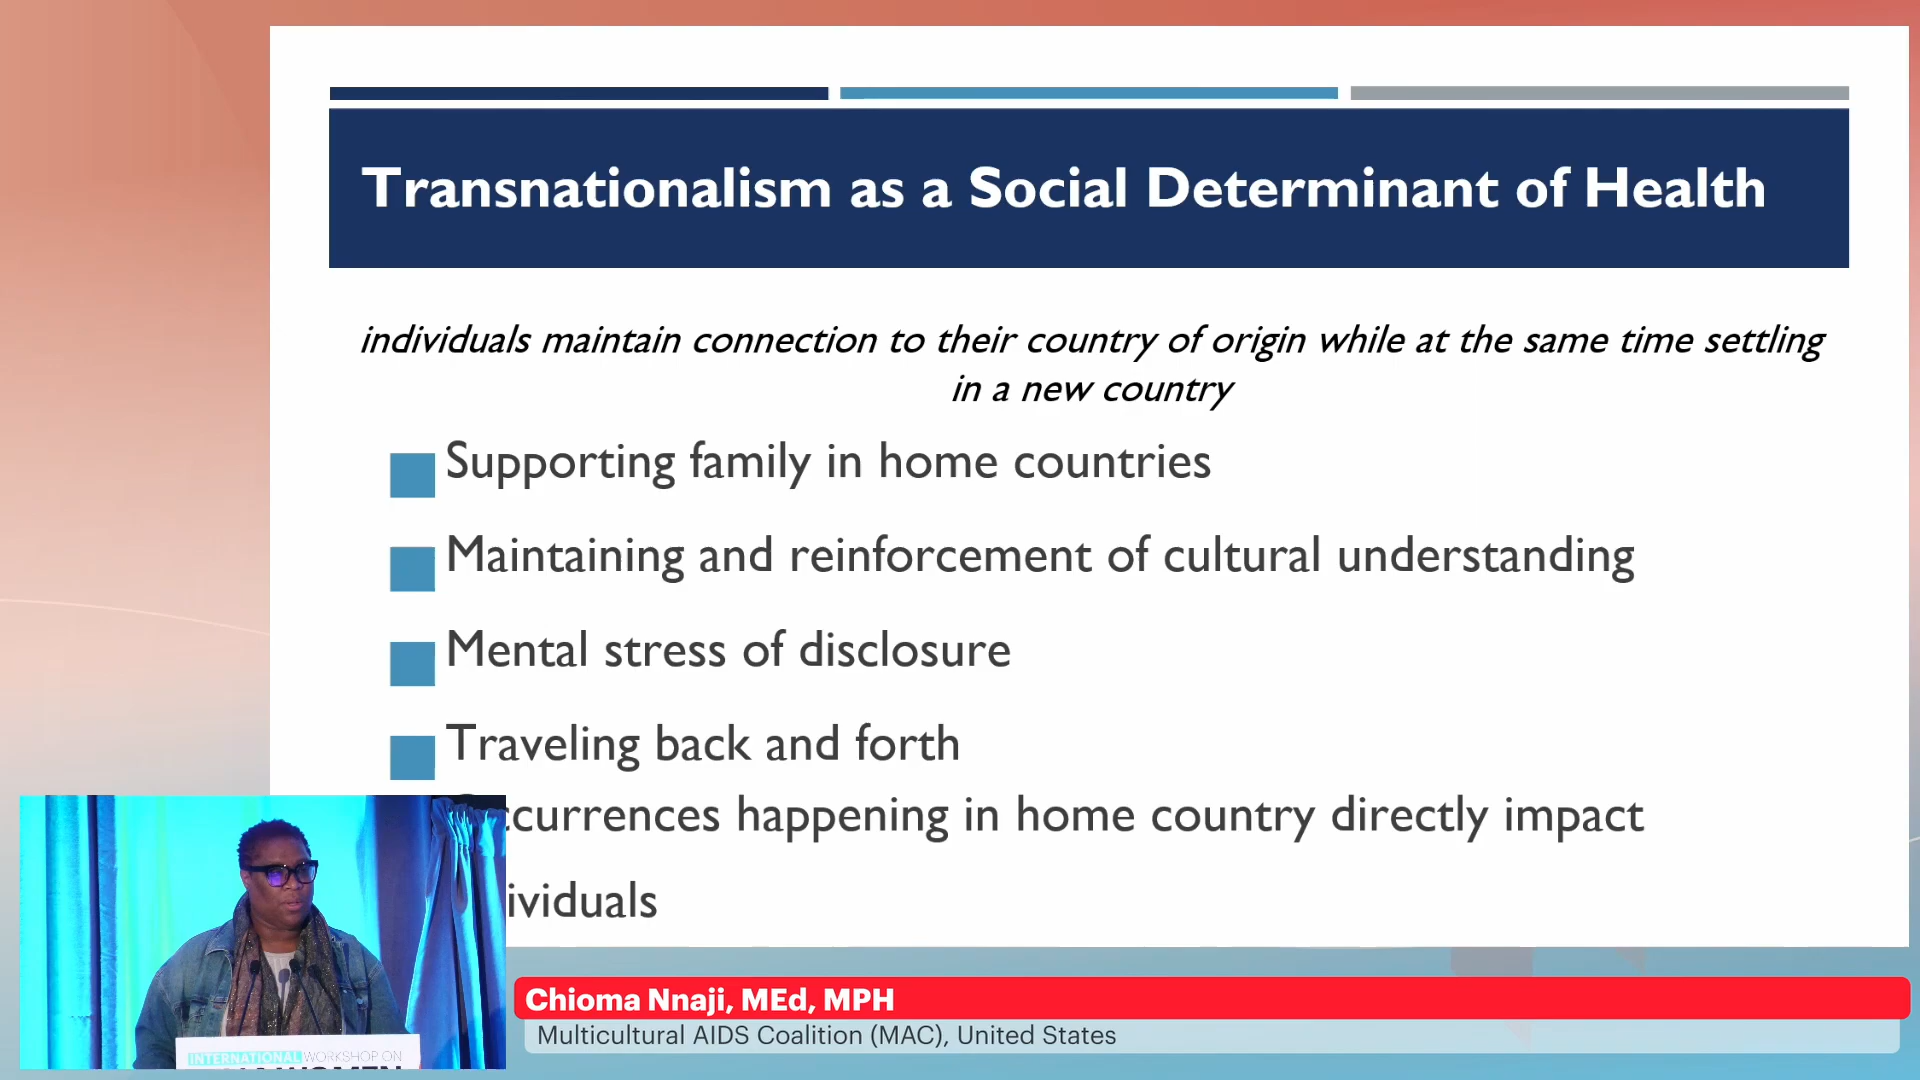 Transnationalism as a Social Determinant of Health
individuals maintain connection to their country of origin while at the same time settling
in a new country
Supporting family in home countries
Maintaining and reinforcement of cultural understanding
Mental stress of disclosure
Traveling back and forth
happening in home country directly impact
Chioma Nnaji, MEd, MPH
Multicultural AIDS Coalition (MAC), United States
INTERNATIONAL WORKSHOP ON